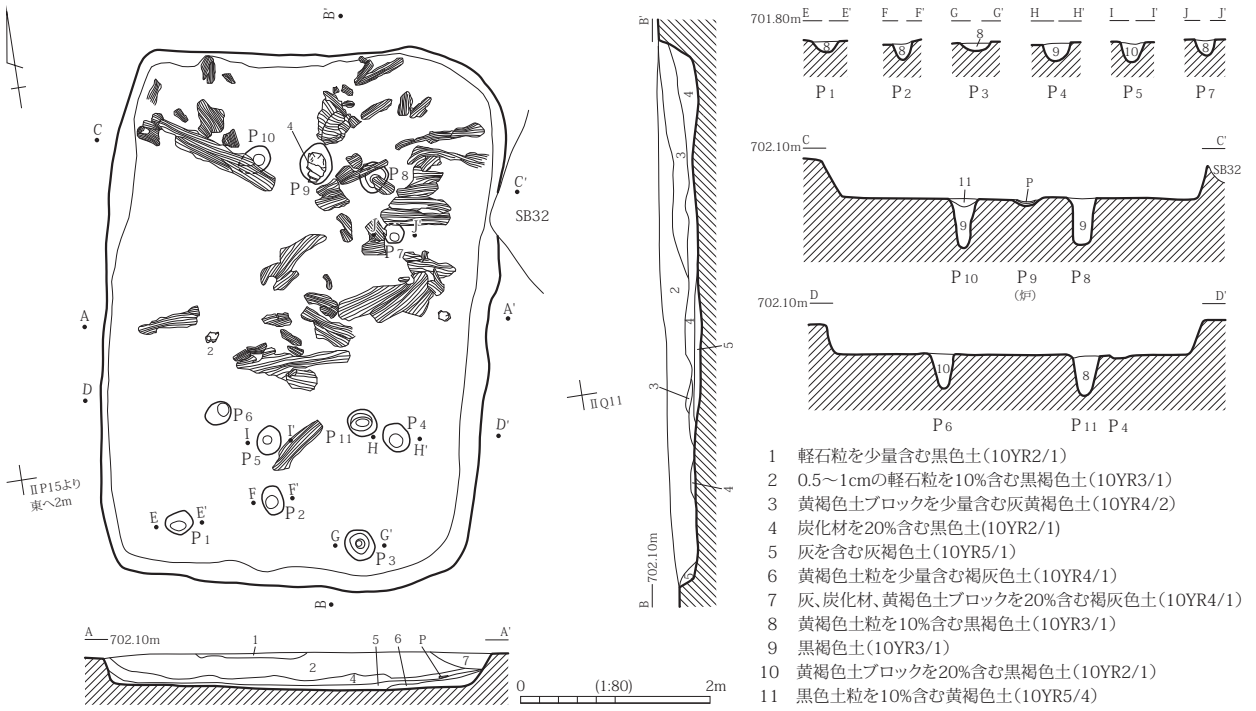 B'
C
P10
4
P9
P8
C'
SB32
J
J'
P7
A
A'
2
D
D'
P6
I
I'
P5
P11
P4
H
H'
ⅡQ11
ⅡP15より
東へ2m
F
F'
P2
E
E'
P1
G
G'
P3
B
B'
4
3
2
4
5
3
4
5
B
702.10m
A
702.10m
1
5
6
P
A'
2
4
7
0
(1:80)
2m
701.80m
E E' F F' G G' H H' I I' J J'
8 8 8 9 10 8
P1 P2 P3 P4 P5 P7
702.10m
C
C'
SB32
11
P
9
9
P10
P9
(炉)
P8
702.10m
D
D'
10
8
P6
P11
P4
1 軽石粒を少量含む黒色土(10YR2/1)
2 0.5～1cmの軽石粒を10%含む黒褐色土(10YR3/1)
3 黄褐色土ブロックを少量含む灰黄褐色土(10YR4/2)
4 炭化材を20%含む黒色土(10YR2/1)
5 灰を含む灰褐色土(10YR5/1)
6 黄褐色土粒を少量含む褐灰色土(10YR4/1)
7 灰、炭化材、黄褐色土ブロックを20%含む褐灰色土(10YR4/1)
8 黄褐色土粒を10%含む黒褐色土(10YR3/1)
9 黒褐色土(10YR3/1)
10 黄褐色土ブロックを20%含む黒褐色土(10YR2/1)
11 黒色土粒を10%含む黄褐色土(10YR5/4)